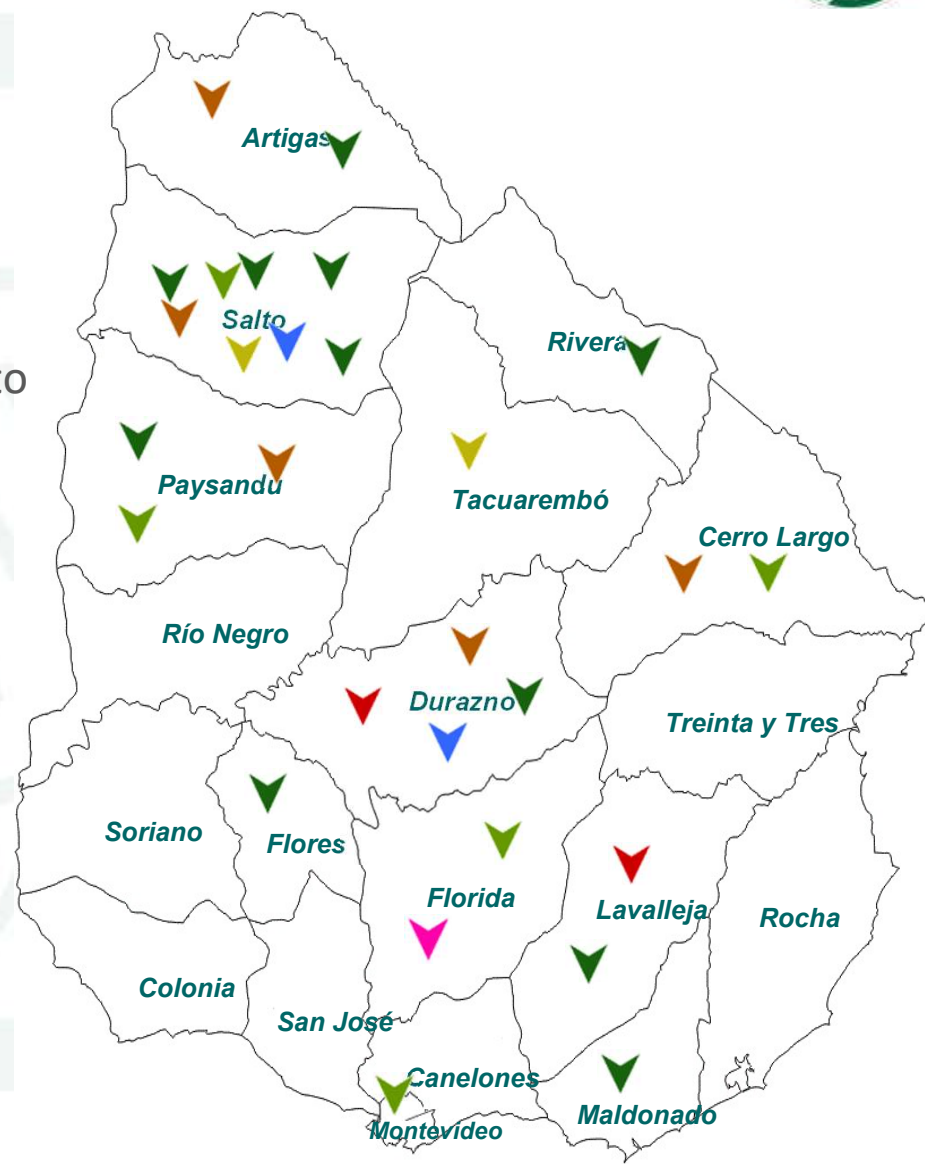 Artigas
Salto
Rivera
to
Paysandú
Tacuarembó
Cerro Largo
Río Negro
Durazno
Treinta y Tres
Soriano
Flores
Florida
Lavalleja
Rocha
Colonia
San José
Canelones
Maldonado
Montevideo